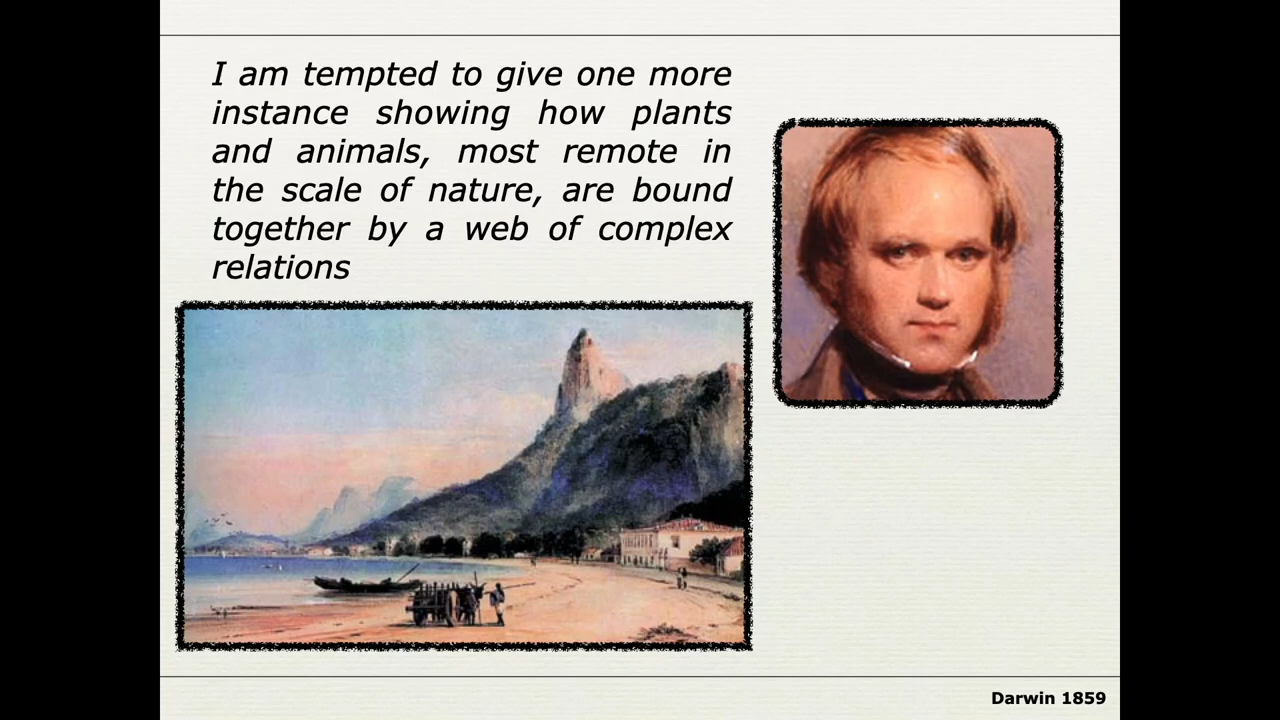 I am tempted to give one more
instance showing how plants
and animals, most remote in
the scale of nature, are bound
together by a web of complex
relations
Darwin 1859